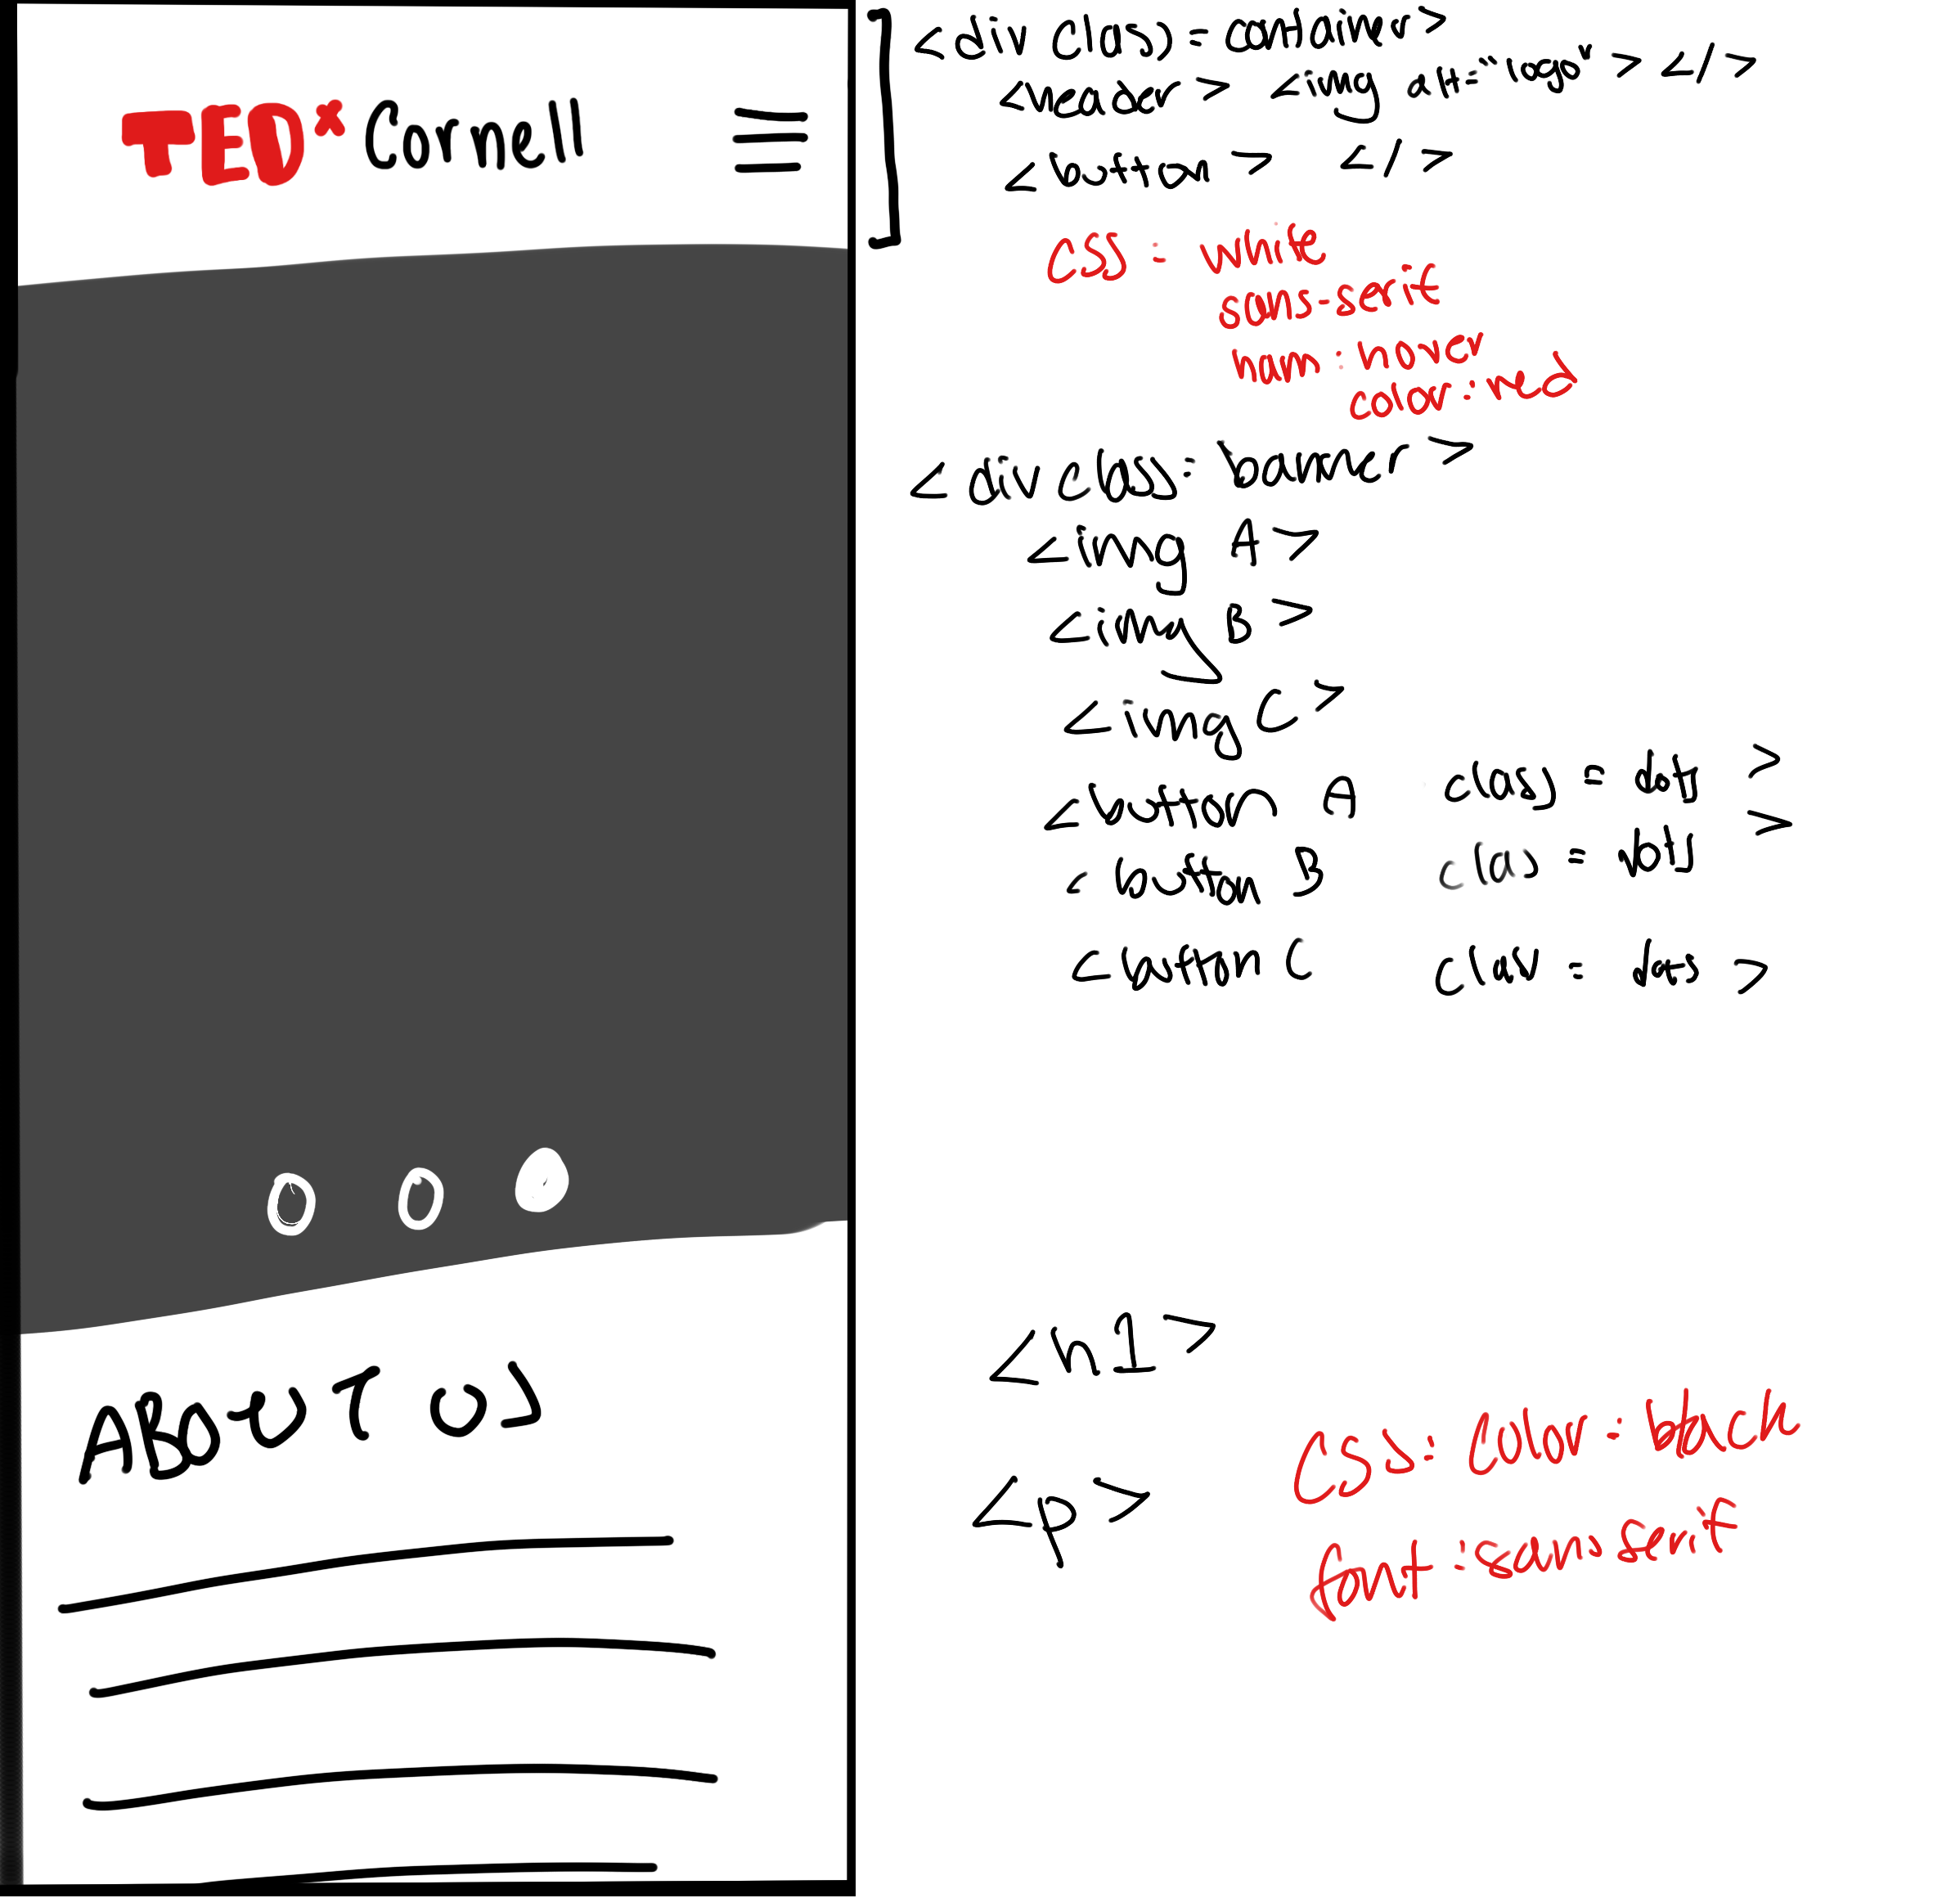 TEDx Cornell
<div class = container>
<header> <img alt="logo"> </>
<button> </>
CSS: white
sans-serif
ham: hover
color: red
<div class: banner>
<img A>
<img B>
<img C>
<button A class = dots >
<button B class = dots >
<button C class = dots >
ABOUT US
<h1>
<p>
CSS: color: black
font: sans serif